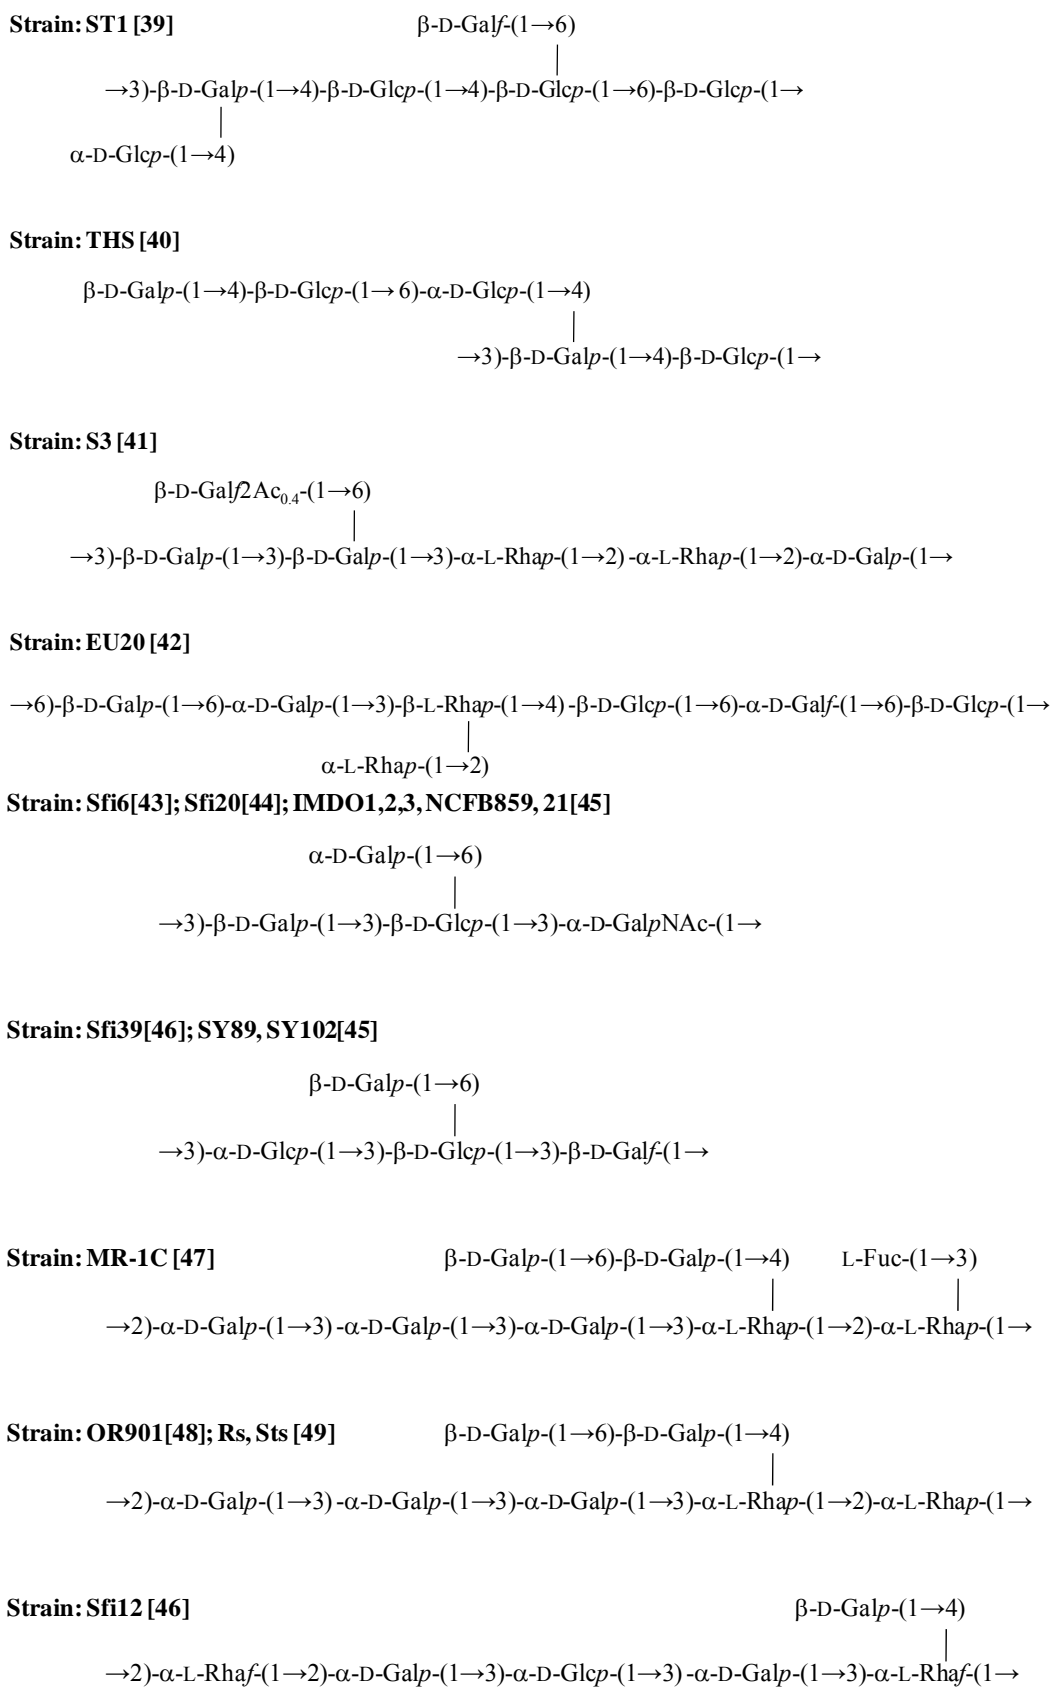 Strain: ST1 [39] β-D-Galf-(1→6)
→3)-β-D-Galp-(1→4)-β-D-Glcp-(1→4)-β-D-Glcp-(1→6)-β-D-Glcp-(1→
α-D-Glcp-(1→4)
Strain: THS [40]
β-D-Galp-(1→4)-β-D-Glcp-(1→ 6)-α-D-Glcp-(1→4)
→3)-β-D-Galp-(1→4)-β-D-Glcp-(1→
Strain: S3 [41]
β-D-Galf2Ac0.4-(1→6)
→3)-β-D-Galp-(1→3)-β-D-Galp-(1→3)-α-L-Rhap-(1→2)-α-L-Rhap-(1→2)-α-D-Galp-(1→
Strain: EU20 [42]
→6)-β-D-Galp-(1→6)-α-D-Galp-(1→3)-β-L-Rhap-(1→4)-β-D-Glcp-(1→6)-α-D-Galf-(1→6)-β-D-Glcp-(1→
α-L-Rhap-(1→2)
Strain: Sfi6[43]; Sfi20[44]; IMDO1,2,3, NCFB859, 21[45]
α-D-Galp-(1→6)
→3)-β-D-Galp-(1→3)-β-D-Glcp-(1→3)-α-D-GalpNAc-(1→
Strain: Sfi39[46]; SY89, SY102[45]
β-D-Galp-(1→6)
→3)-α-D-Glcp-(1→3)-β-D-Glcp-(1→3)-β-D-Galf-(1→
Strain: MR-1C [47] β-D-Galp-(1→6)-β-D-Galp-(1→4) L-Fuc-(1→3)
→2)-α-D-Galp-(1→3)-α-D-Galp-(1→3)-α-D-Galp-(1→3)-α-L-Rhap-(1→2)-α-L-Rhap-(1→
Strain: OR901[48]; Rs, Sts [49] β-D-Galp-(1→6)-β-D-Galp-(1→4)
→2)-α-D-Galp-(1→3)-α-D-Galp-(1→3)-α-D-Galp-(1→3)-α-L-Rhap-(1→2)-α-L-Rhap-(1→
Strain: Sfi12 [46] β-D-Galp-(1→4)
→2)-α-L-Rhaf-(1→2)-α-D-Galp-(1→3)-α-D-Glcp-(1→3)-α-D-Galp-(1→3)-α-L-Rhaf-(1→